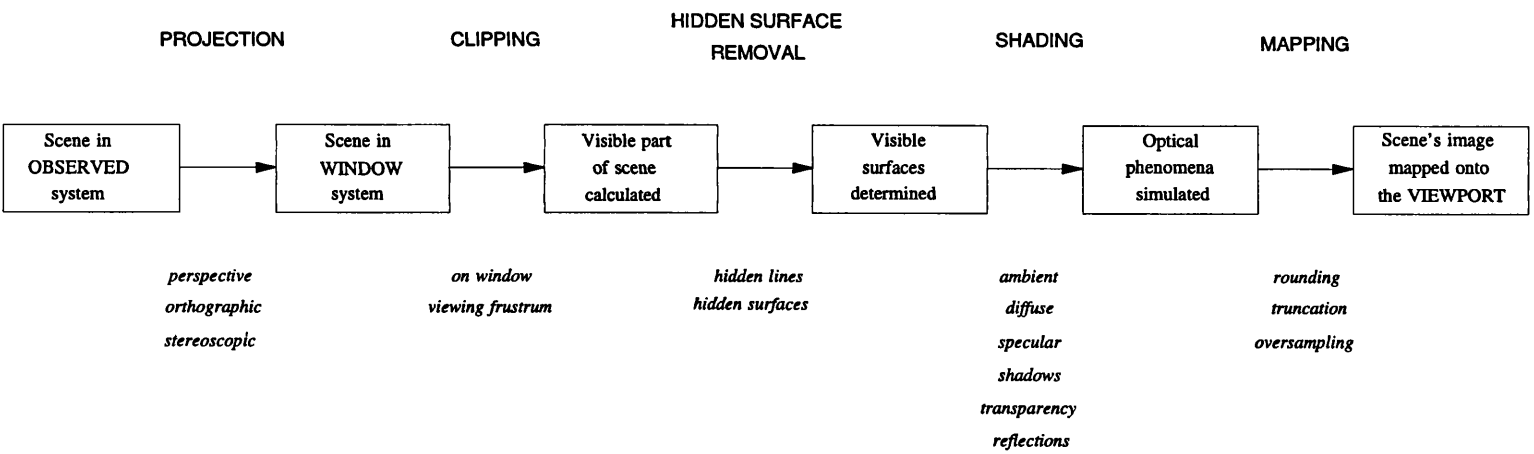 PROJECTION
CLIPPING
HIDDEN SURFACE
REMOVAL
SHADING
MAPPING
Scene in
OBSERVED
system
Scene in
WINDOW
system
Visible part
of scene
calculated
Visible
surfaces
determined
Optical
phenomena
simulated
Scene's image
mapped onto
the VIEWPORT
perspective
orthographic
stereoscopic
on window
viewing frustrum
hidden lines
hidden surfaces
ambient
diffuse
specular
shadows
transparency
reflections
rounding
truncation
oversampling